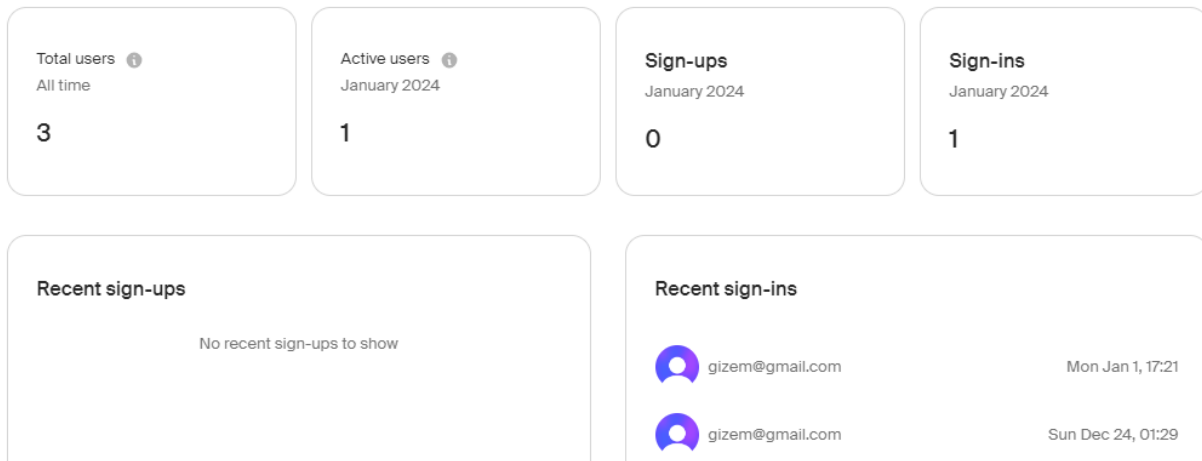 Total users
All time
3
Active users
January 2024
1
Sign-ups
January 2024
0
Sign-ins
January 2024
1
Recent sign-ups
No recent sign-ups to show
Recent sign-ins
gizem@gmail.com Mon Jan 1, 17:21
gizem@gmail.com Sun Dec 24, 01:29